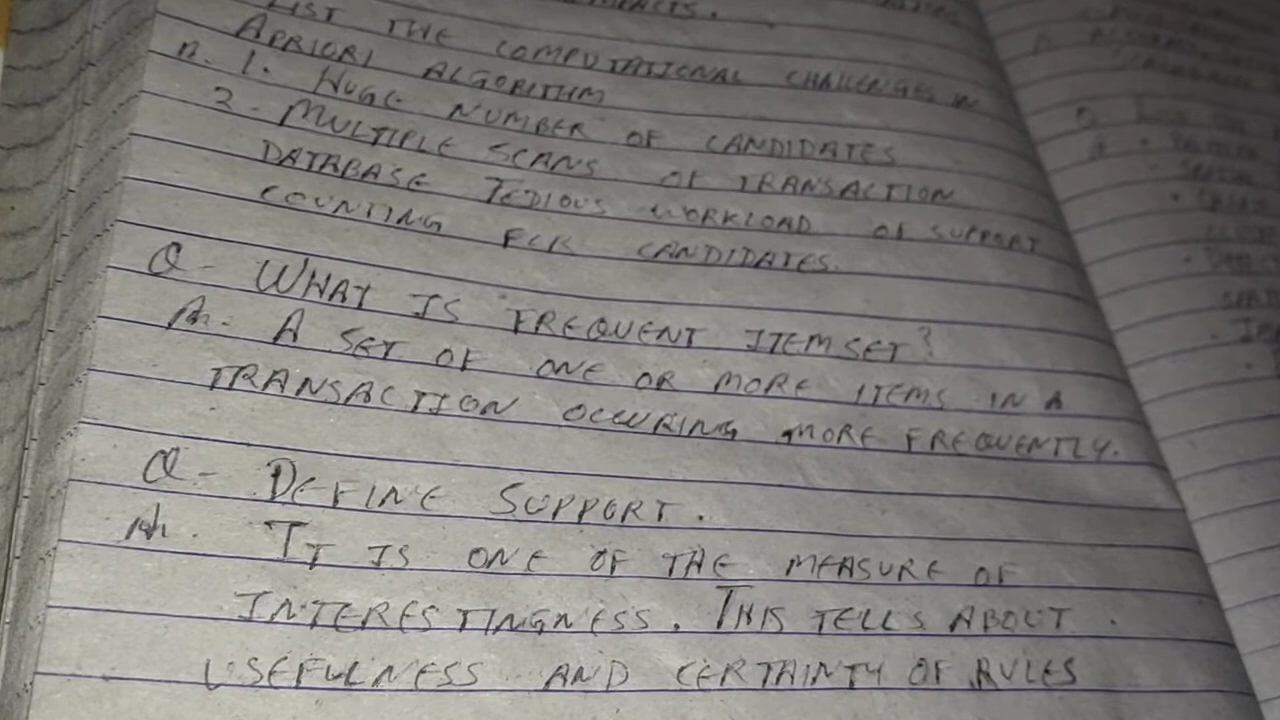 LIST THE COMPUTATIONAL CHALLENGES IN
APRIORI ALGORITHM
n. 1. HUGE NUMBER OF CANDIDATES
2- MULTIPLE SCANS OF TRANSACTION
DATABASE TEDIOUS WORKLOAD OF SUPPORT
COUNTING FOR CANDIDATES.
Q- WHAT IS FREQUENT ITEMSET?
An. A SET OF ONE OR MORE ITEMS IN A
TRANSACTION OCCURING MORE FREQUENTLY.
Q- DEFINE SUPPORT.
An. IT IS ONE OF THE MEASURE OF
INTERESTINGNESS. THIS TELLS ABOUT
USEFULNESS AND CERTAINTY OF RULES